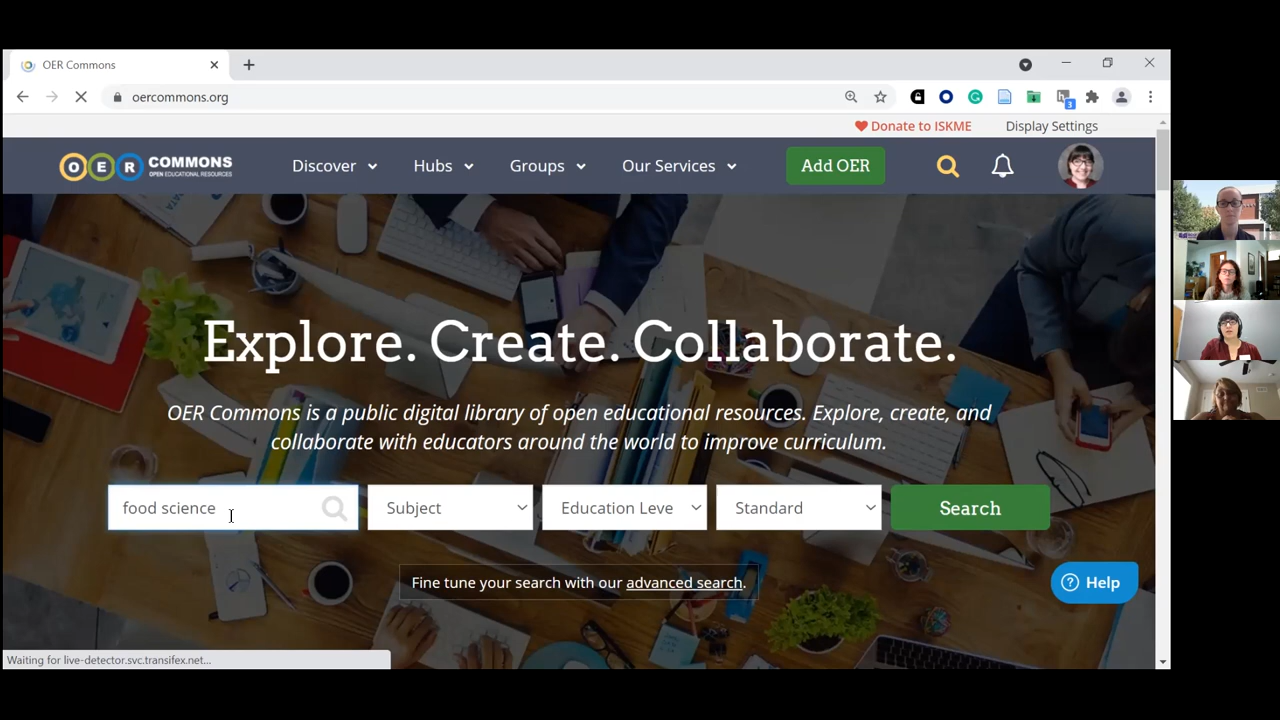 OER Commons
oercommons.org
3
Donate to ISKME
Display Settings
O E R COMMONS
OPEN EDUCATIONAL RESOURCES
Discover
Hubs
Groups
Our Services
Add OER
Explore. Create. Collaborate.
OER Commons is a public digital library of open educational resources. Explore, create, and
collaborate with educators around the world to improve curriculum.
food science
Subject
Education Leve
Standard
Search
Fine tune your search with our advanced search.
Help
Waiting for live-detector.svc.transifex.net...